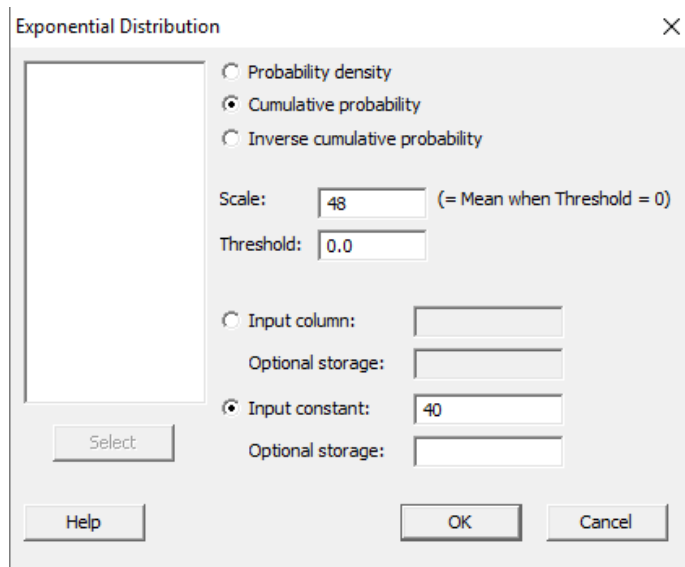 Exponential Distribution
Probability density
Cumulative probability
Inverse cumulative probability
Scale: 48 (= Mean when Threshold = 0)
Threshold: 0.0
Input column:
Optional storage:
Input constant: 40
Optional storage:
Select
Help OK Cancel